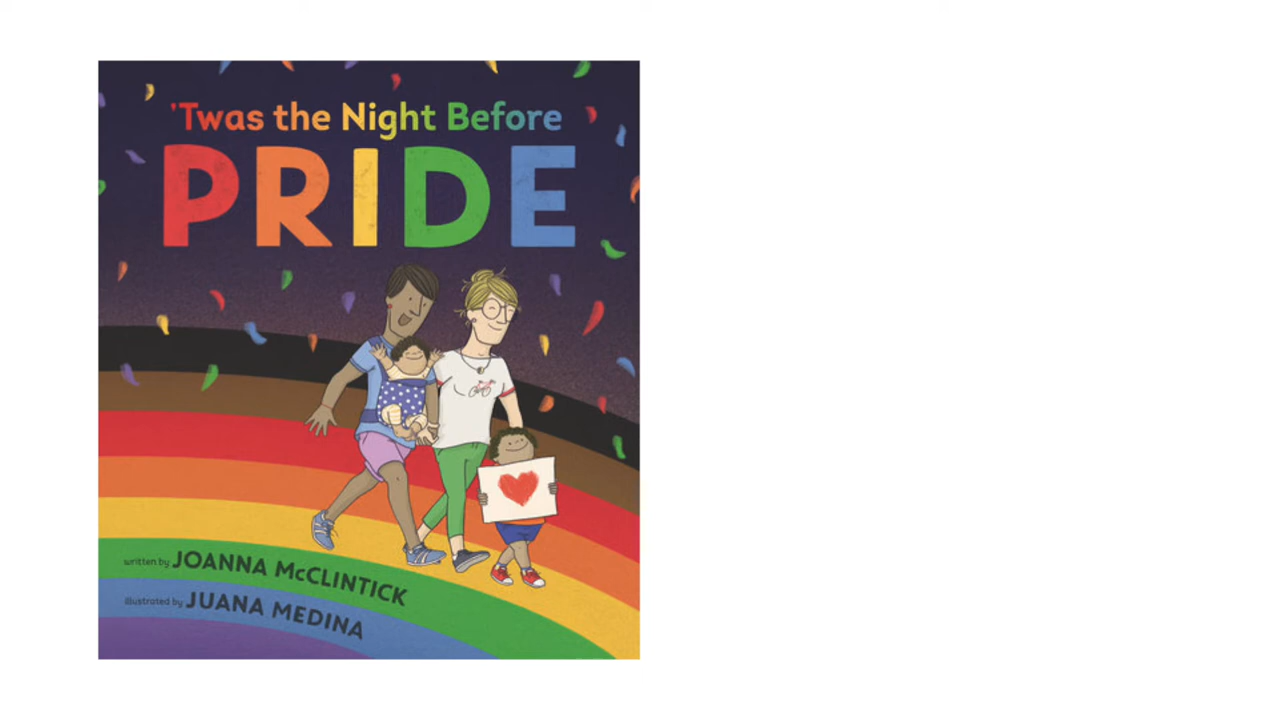 'Twas the Night Before
PRIDE
written by JOANNA McCLINTICK
illustrated by JUANA MEDINA